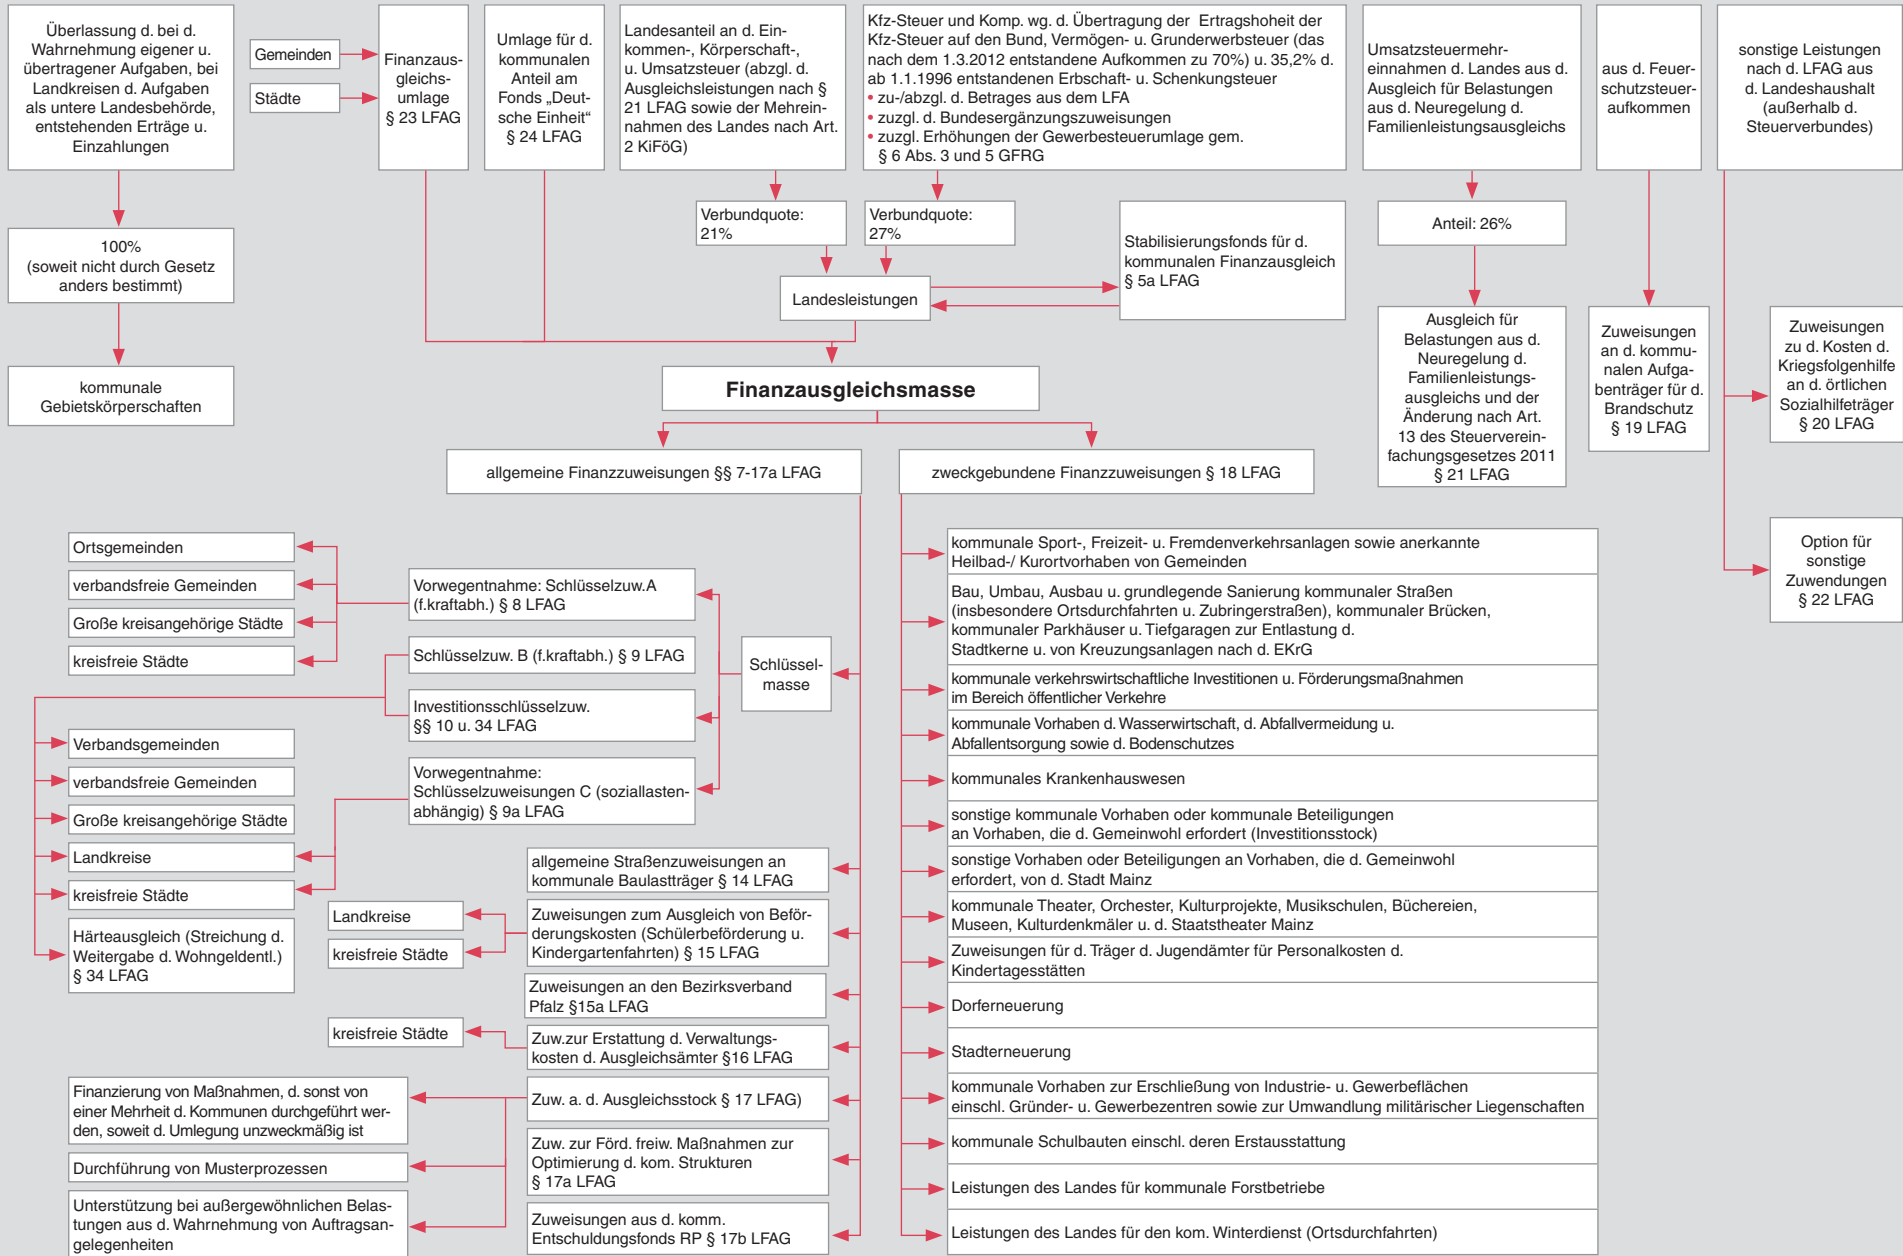 Überlassung d. bei d.
Wahrnehmung eigener u.
übertragener Aufgaben, bei
Landkreisen d. Aufgaben
als untere Landesbehörde,
entstehenden Erträge u.
Einzahlungen
Gemeinden
Städte
Finanzaus-
gleichs-
umlage
§ 23 LFAG
Umlage für d.
kommunalen
Anteil am
Fonds „Deut-
sche Einheit“
§ 24 LFAG
Landesanteil an d. Ein-
kommen-, Körperschaft-,
u. Umsatzsteuer (abzgl. d.
Ausgleichsleistungen nach §
21 LFAG sowie der Mehrein-
nahmen des Landes nach Art.
2 KiFöG)
Kfz-Steuer und Komp. wg. d. Übertragung der Ertragshoheit der
Kfz-Steuer auf den Bund, Vermögen- u. Grunderwerbsteuer (das
nach dem 1.3.2012 entstandene Aufkommen zu 70%) u. 35,2% d.
ab 1.1.1996 entstandenen Erbschaft- u. Schenkungsteuer
• zu-/abzgl. d. Betrages aus dem LFA
• zuzgl. d. Bundesergänzungszuweisungen
• zuzgl. Erhöhungen der Gewerbesteuerumlage gem.
§ 6 Abs. 3 und 5 GFRG
Umsatzsteuermehr-
einnahmen d. Landes aus d.
Ausgleich für Belastungen
aus d. Neuregelung d.
Familienleistungsausgleichs
aus d. Feuer-
schutzsteuer-
aufkommen
sonstige Leistungen
nach d. LFAG aus
d. Landeshaushalt
(außerhalb d.
Steuerverbundes)
100%
(soweit nicht durch Gesetz
anders bestimmt)
kommunale
Gebietskörperschaften
Verbundquote:
21%
Verbundquote:
27%
Landesleistungen
Stabilisierungsfonds für d.
kommunalen Finanzausgleich
§ 5a LFAG
Anteil: 26%
Ausgleich für
Belastungen aus d.
Neuregelung d.
Familienleistungs-
ausgleichs und der
Änderung nach Art.
13 des Steuerverein-
fachungsgesetzes 2011
§ 21 LFAG
Zuweisungen
an d. kommu-
nalen Aufga-
benträger für d.
Brandschutz
§ 19 LFAG
Zuweisungen
zu d. Kosten d.
Kriegsfolgenhilfe
an d. örtlichen
Sozialhilfeträger
§ 20 LFAG
Option für
sonstige
Zuwendungen
§ 22 LFAG
Finanzausgleichsmasse
allgemeine Finanzzuweisungen §§ 7-17a LFAG
zweckgebundene Finanzzuweisungen § 18 LFAG
Ortsgemeinden
verbandsfreie Gemeinden
Große kreisangehörige Städte
kreisfreie Städte
Vorwegentnahme: Schlüsselzuw.A
(f.kraftabh.) § 8 LFAG
Schlüsselzuw. B (f.kraftabh.) § 9 LFAG
Investitionsschlüsselzuw.
§§ 10 u. 34 LFAG
Vorwegentnahme:
Schlüsselzuweisungen C (soziallasten-
abhängig) § 9a LFAG
Schlüssel-
masse
Verbandsgemeinden
verbandsfreie Gemeinden
Große kreisangehörige Städte
Landkreise
kreisfreie Städte
Härteausgleich (Streichung d.
Weitergabe d. Wohngeldentl.)
§ 34 LFAG
allgemeine Straßenzuweisungen an
kommunale Baulastträger § 14 LFAG
Landkreise
kreisfreie Städte
Zuweisungen zum Ausgleich von Beför-
derungskosten (Schülerbeförderung u.
Kindergartenfahrten) § 15 LFAG
Zuweisungen an den Bezirksverband
Pfalz §15a LFAG
kreisfreie Städte
Zuw.zur Erstattung d. Verwaltungs-
kosten d. Ausgleichsämter §16 LFAG
Zuw. a. d. Ausgleichsstock § 17 LFAG)
Finanzierung von Maßnahmen, d. sonst von
einer Mehrheit d. Kommunen durchgeführt wer-
den, soweit d. Umlegung unzweckmäßig ist
Durchführung von Musterprozessen
Unterstützung bei außergewöhnlichen Belas-
tungen aus d. Wahrnehmung von Auftragsan-
gelegenheiten
Zuw. zur Förd. freiw. Maßnahmen zur
Optimierung d. kom. Strukturen
§ 17a LFAG
Zuweisungen aus d. komm.
Entschuldungsfonds RP § 17b LFAG
kommunale Sport-, Freizeit- u. Fremdenverkehrsanlagen sowie anerkannte
Heilbad-/ Kurortvorhaben von Gemeinden
Bau, Umbau, Ausbau u. grundlegende Sanierung kommunaler Straßen
(insbesondere Ortsdurchfahrten u. Zubringerstraßen), kommunaler Brücken,
kommunaler Parkhäuser u. Tiefgaragen zur Entlastung d.
Stadtkerne u. von Kreuzungsanlagen nach d. EKrG
kommunale verkehrswirtschaftliche Investitionen u. Förderungsmaßnahmen
im Bereich öffentlicher Verkehre
kommunale Vorhaben d. Wasserwirtschaft, d. Abfallvermeidung u.
Abfallentsorgung sowie d. Bodenschutzes
kommunales Krankenhauswesen
sonstige kommunale Vorhaben oder kommunale Beteiligungen
an Vorhaben, die d. Gemeinwohl erfordert (Investitionsstock)
sonstige Vorhaben oder Beteiligungen an Vorhaben, die d. Gemeinwohl
erfordert, von d. Stadt Mainz
kommunale Theater, Orchester, Kulturprojekte, Musikschulen, Büchereien,
Museen, Kulturdenkmäler u. d. Staatstheater Mainz
Zuweisungen für d. Träger d. Jugendämter für Personalkosten d.
Kindertagesstätten
Dorferneuerung
Stadterneuerung
kommunale Vorhaben zur Erschließung von Industrie- u. Gewerbeflächen
einschl. Gründer- u. Gewerbezentren sowie zur Umwandlung militärischer Liegenschaften
kommunale Schulbauten einschl. deren Erstausstattung
Leistungen des Landes für kommunale Forstbetriebe
Leistungen des Landes für den kom. Winterdienst (Ortsdurchfahrten)